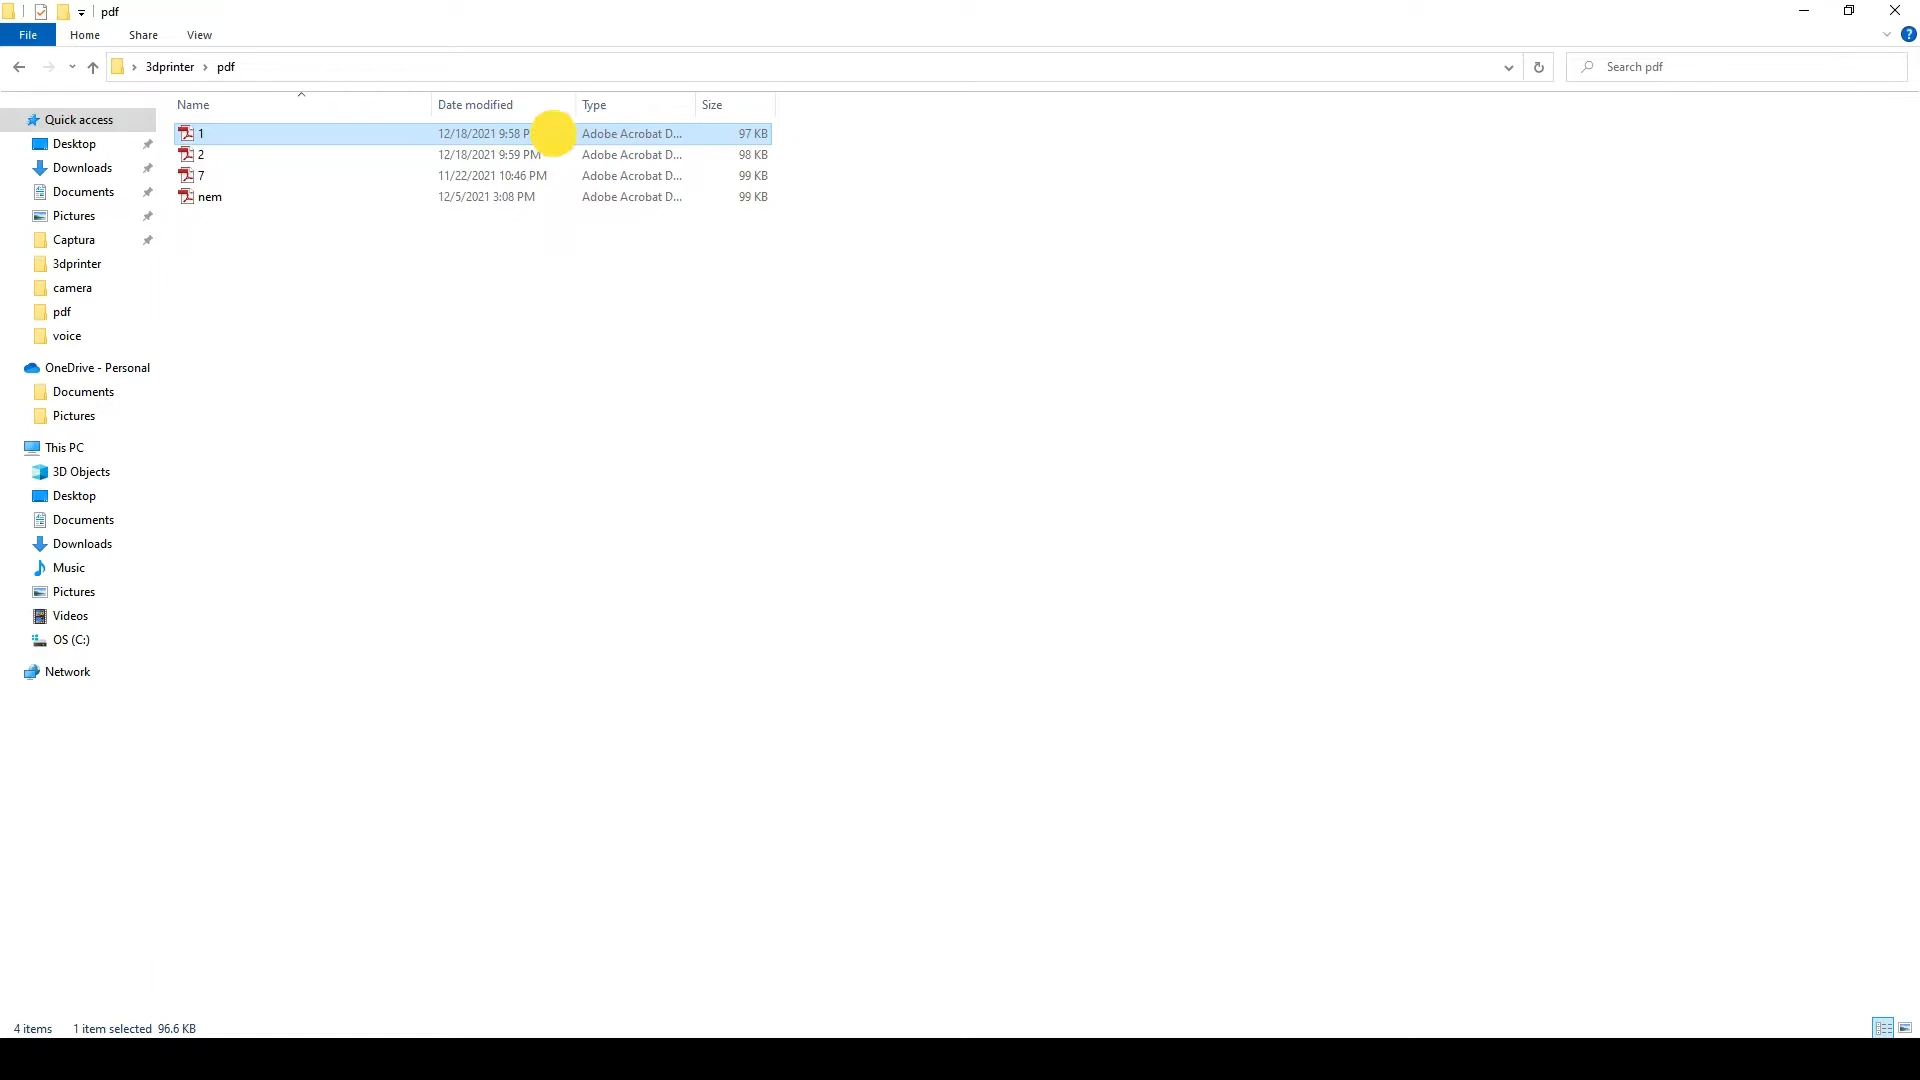 pdf
File Home Share View
3dprinter pdf Search pdf
Name Date modified Type Size
Quick access
Desktop
Downloads
Documents
Pictures
Captura
3dprinter
camera
pdf
voice
OneDrive - Personal
Documents
Pictures
This PC
3D Objects
Desktop
Documents
Downloads
Music
Pictures
Videos
OS (C:)
Network
1 12/18/2021 9:58 P Adobe Acrobat D... 97 KB
2 12/18/2021 9:59 PM Adobe Acrobat D... 98 KB
7 11/22/2021 10:46 PM Adobe Acrobat D... 99 KB
nem 12/5/2021 3:08 PM Adobe Acrobat D... 99 KB
4 items 1 item selected 96.6 KB